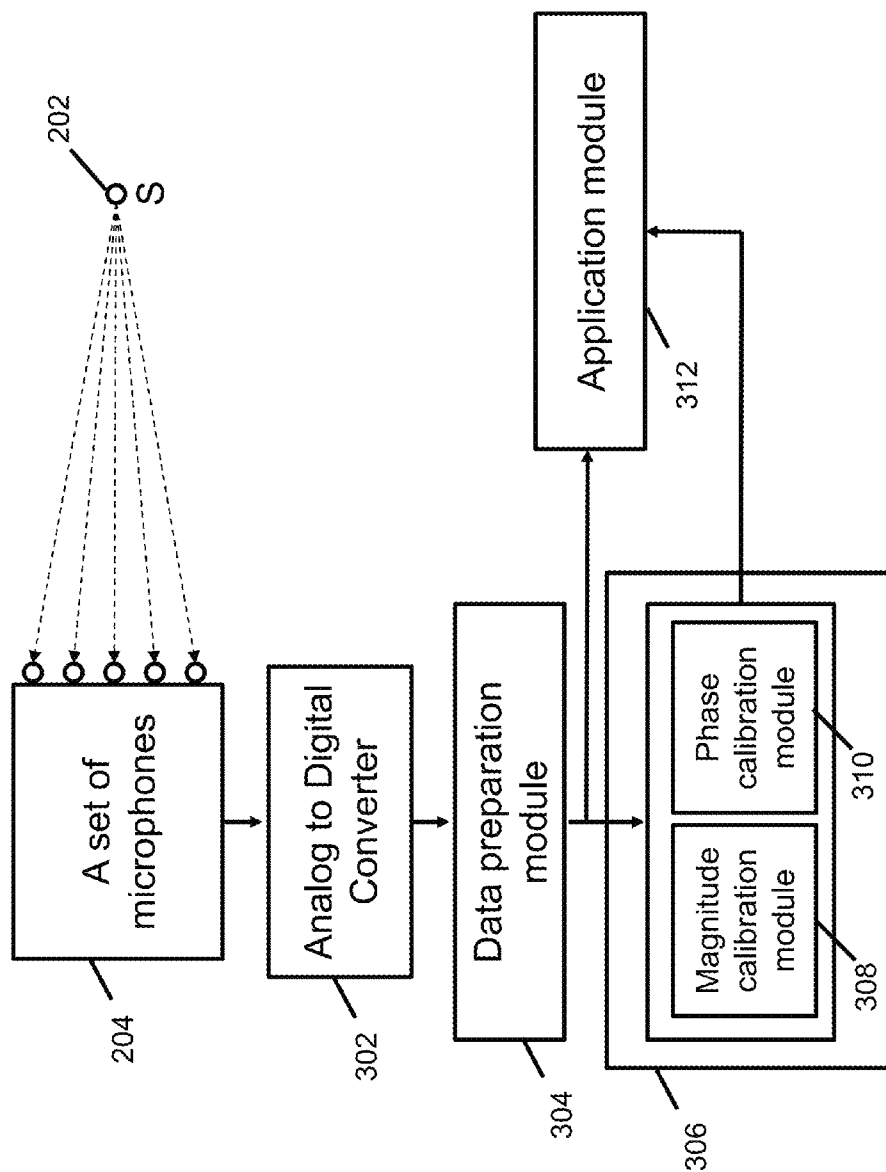 202
S
A set of
microphones
204
Analog to Digital
Converter
302
Data preparation
module
304
Application module
312
Magnitude
calibration
module
308
Phase
calibration
module
310
306